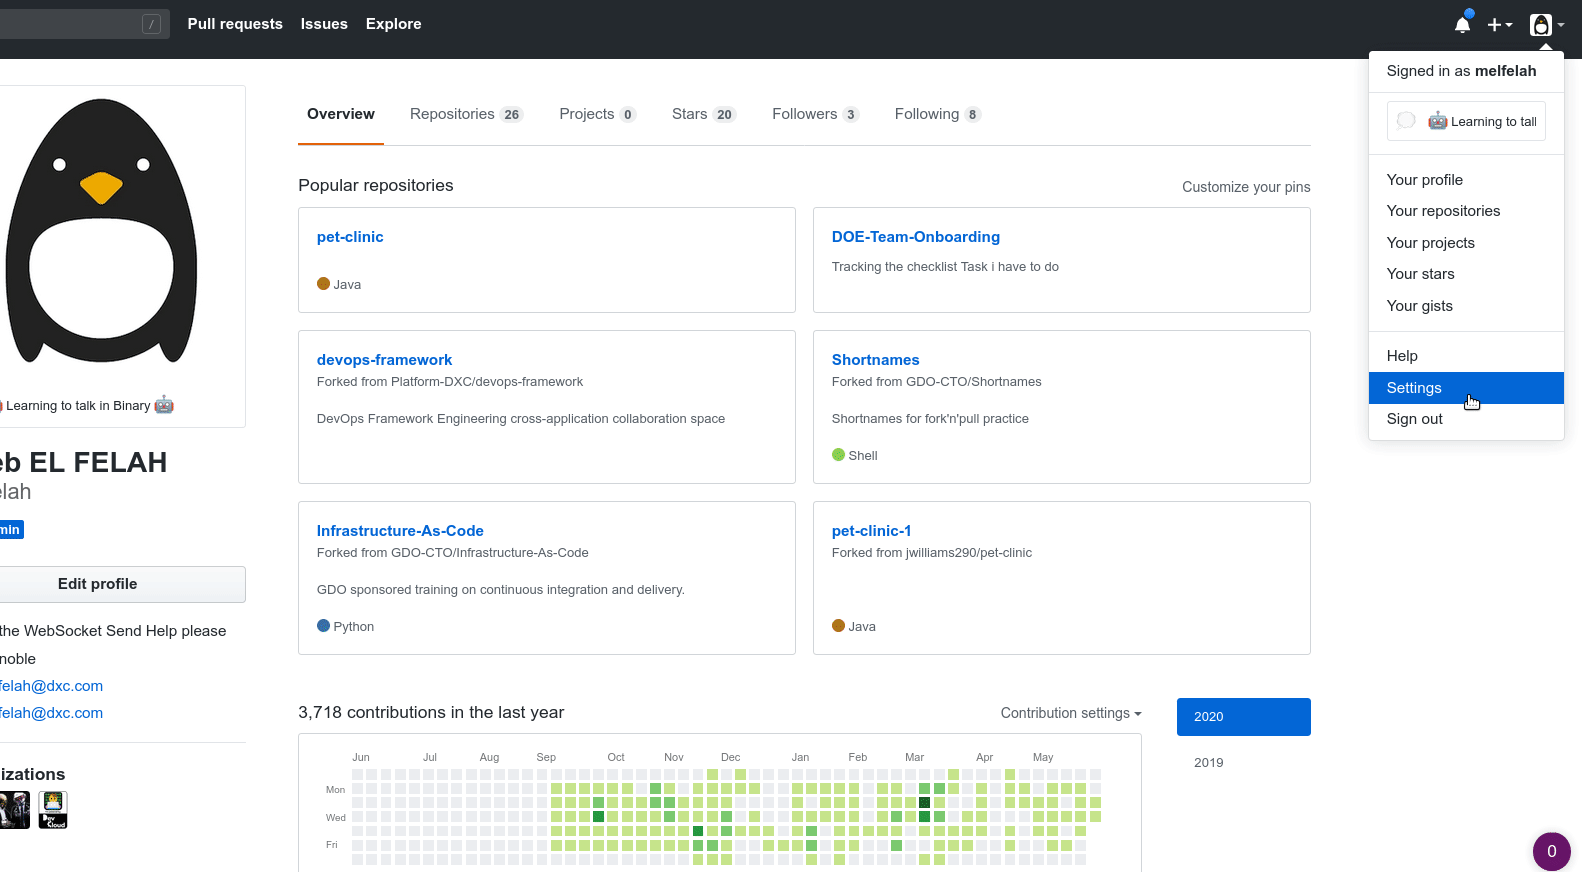 /
Pull requests
Issues
Explore
Signed in as melfelah
Learning to tall
Your profile
Your repositories
Your projects
Your stars
Your gists
Help
Settings
Sign out
Learning to talk in Binary
eb EL FELAH
elah
min
Edit profile
the WebSocket Send Help please
noble
felah@dxc.com
felah@dxc.com
izations
Dev
Cloud
Overview
Repositories 26
Projects 0
Stars 20
Followers 3
Following 8
Popular repositories
Customize your pins
pet-clinic
Java
DOE-Team-Onboarding
Tracking the checklist Task i have to do
devops-framework
Forked from Platform-DXC/devops-framework
DevOps Framework Engineering cross-application collaboration space
Shortnames
Forked from GDO-CTO/Shortnames
Shortnames for fork'n'pull practice
Shell
Infrastructure-As-Code
Forked from GDO-CTO/Infrastructure-As-Code
GDO sponsored training on continuous integration and delivery.
Python
pet-clinic-1
Forked from jwilliams290/pet-clinic
Java
3,718 contributions in the last year
Contribution settings
2020
2019
Jun Jul Aug Sep Oct Nov Dec Jan Feb Mar Apr May
Mon
Wed
Fri
0